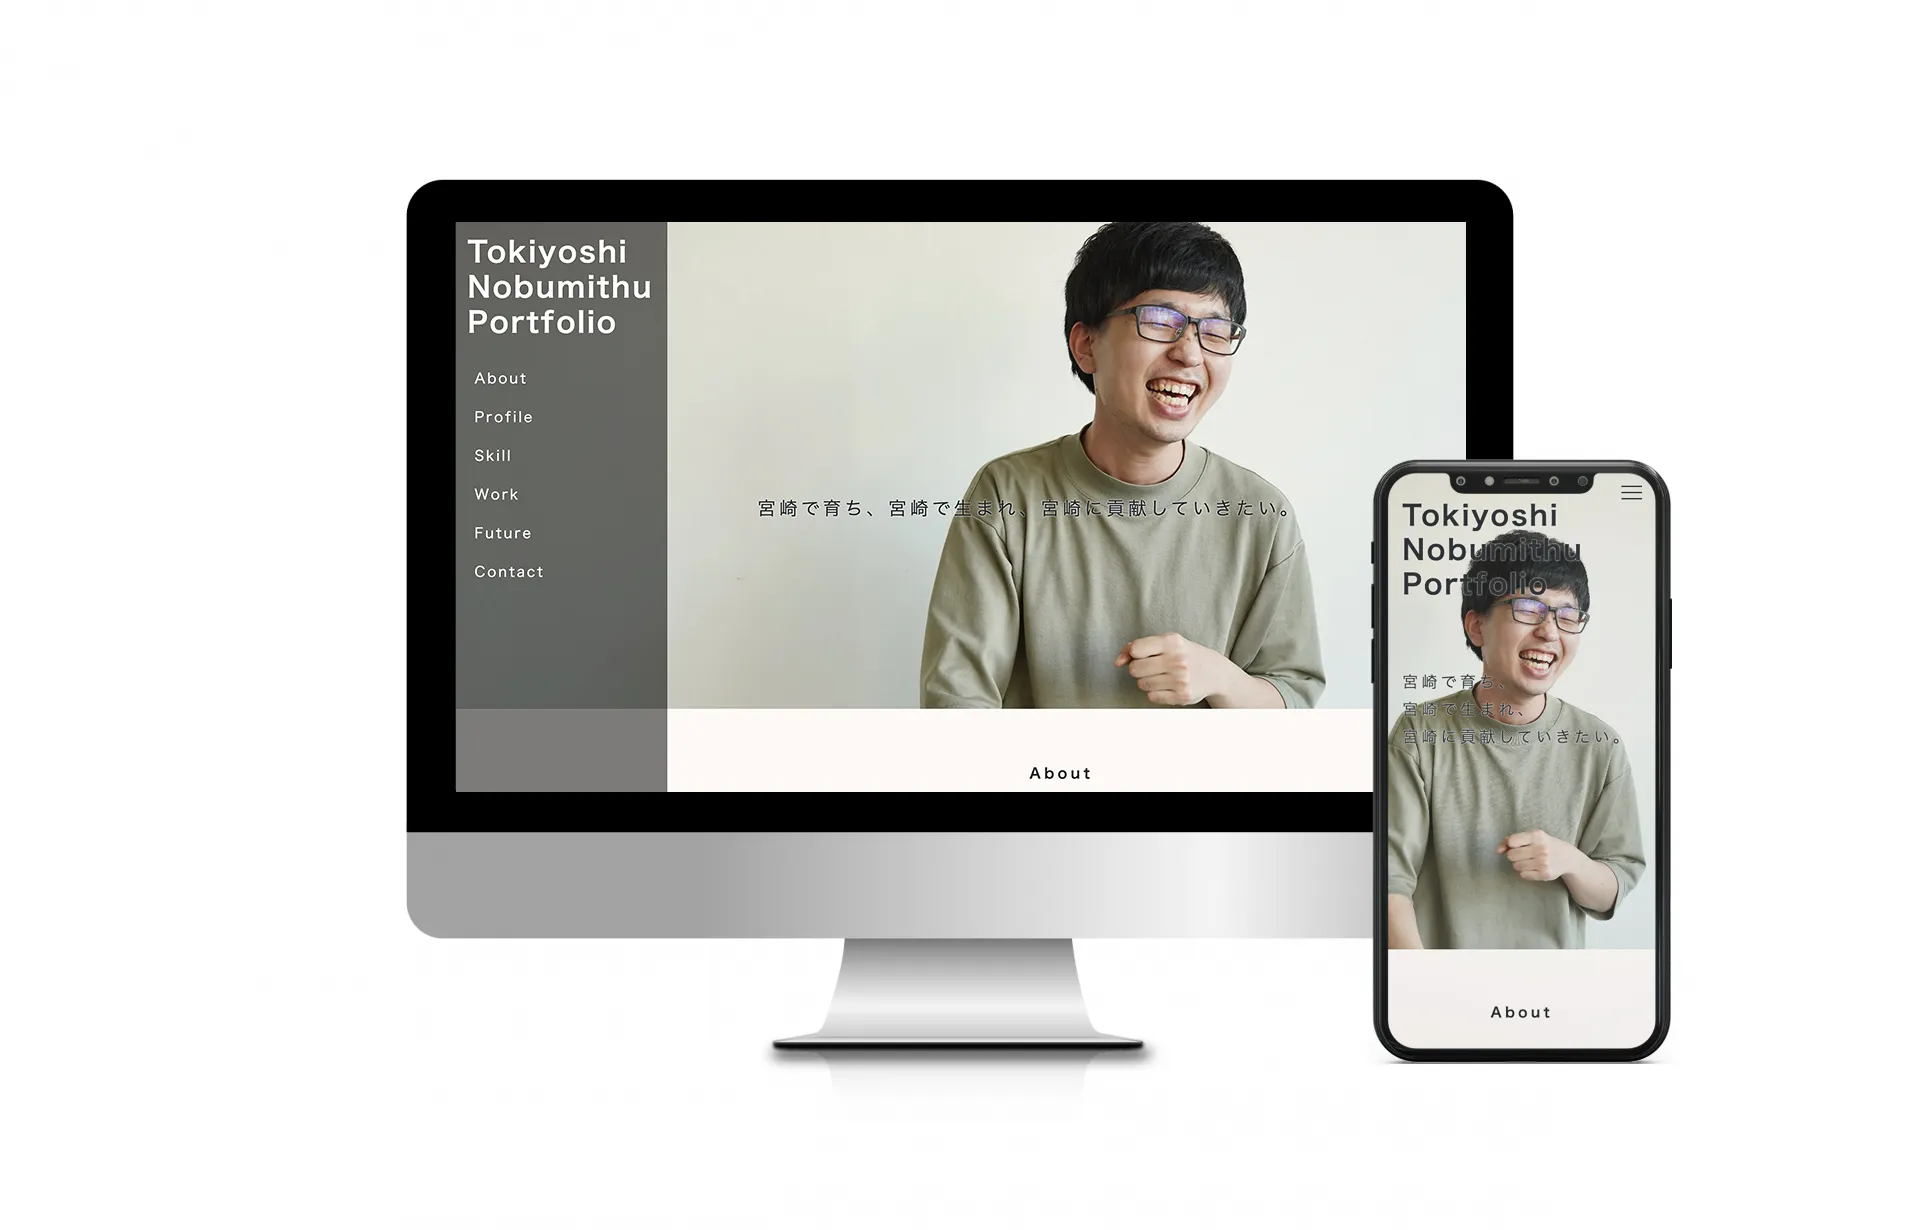 Tokiyoshi
Nobumithu
Portfolio
About
Profile
Skill
Work
Future
Contact
宮崎で育ち、宮崎で生まれ、宮崎に貢献していきたい。
About
Tokiyoshi
Nobumithu
Portfolio
宮崎で育ち、
宮崎で生まれ、
宮崎に貢献していきたい。
About